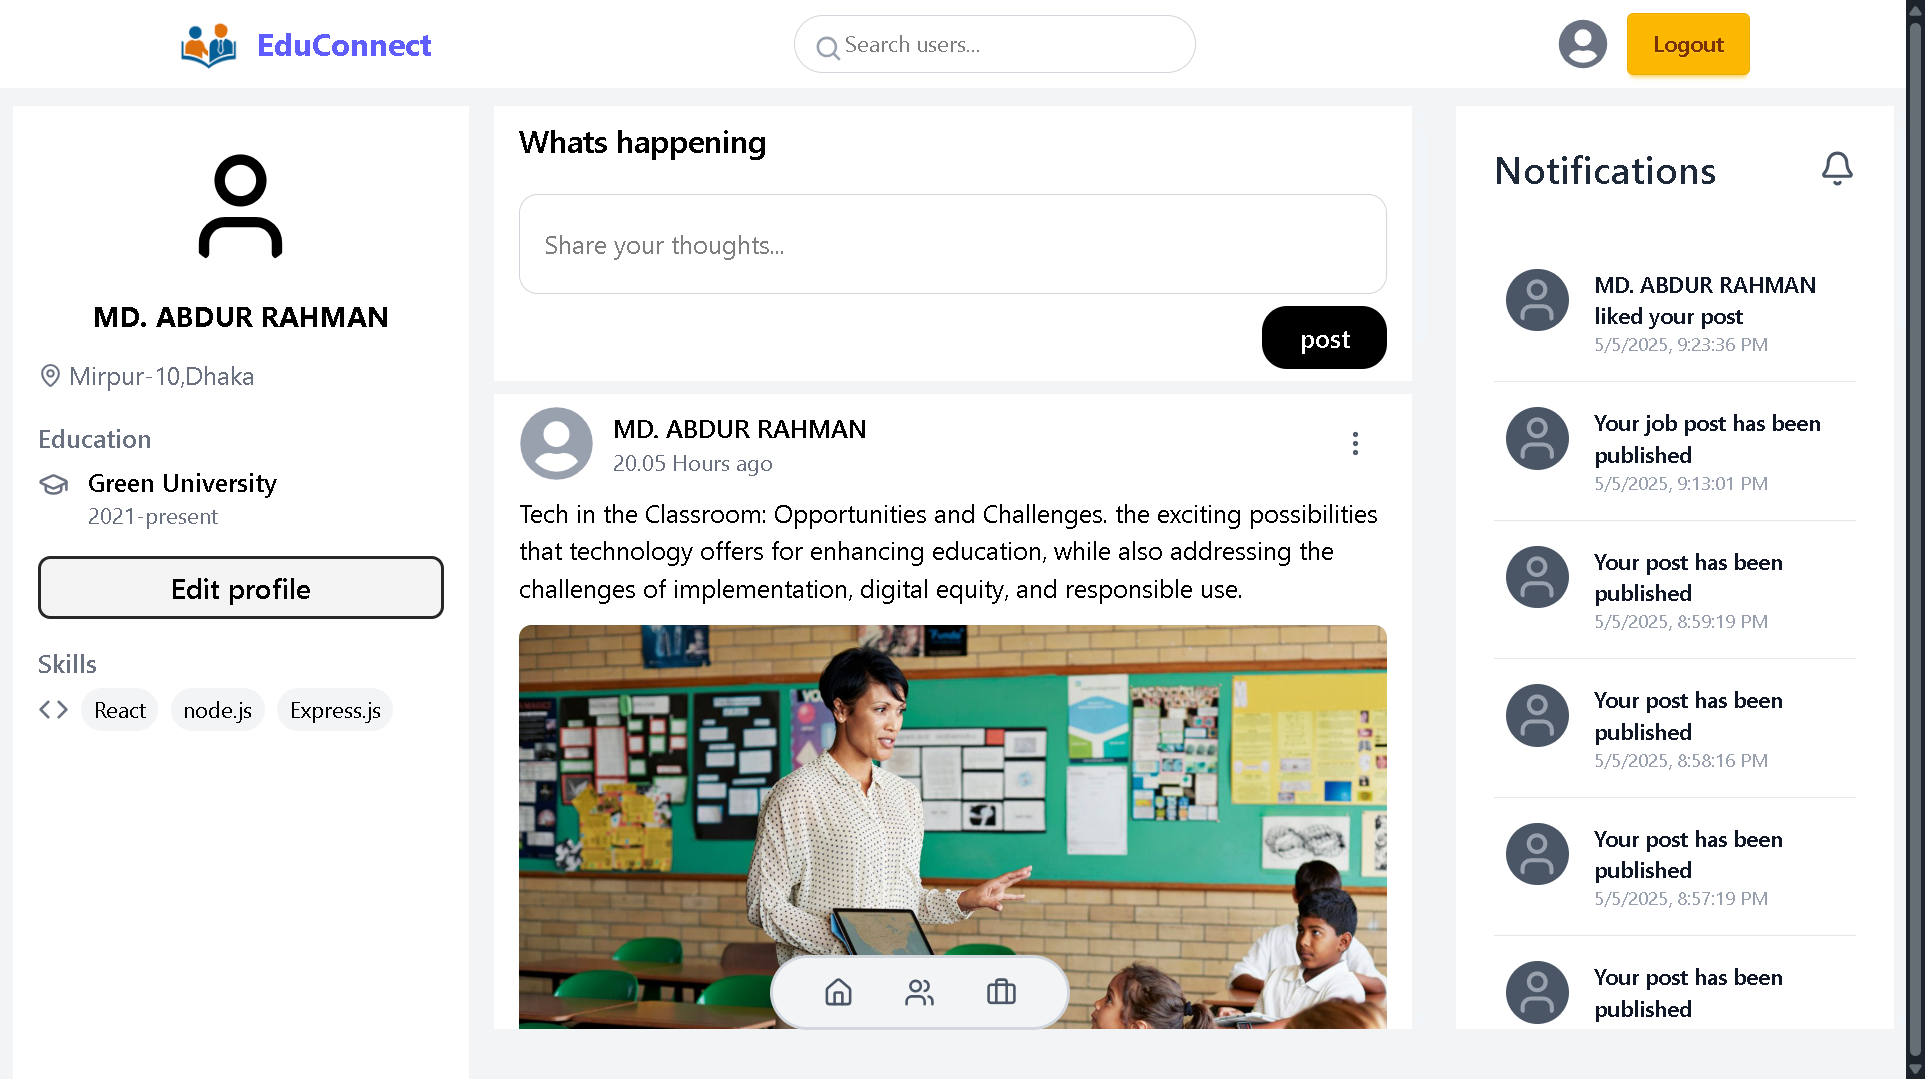 EduConnect
Search users...
Logout
MD. ABDUR RAHMAN
Mirpur-10,Dhaka
Education
Green University
2021-present
Edit profile
Skills
React
node.js
Express.js
Whats happening
Share your thoughts...
post
MD. ABDUR RAHMAN
20.05 Hours ago
Tech in the Classroom: Opportunities and Challenges. the exciting possibilities
that technology offers for enhancing education, while also addressing the
challenges of implementation, digital equity, and responsible use.
Notifications
MD. ABDUR RAHMAN
liked your post
5/5/2025, 9:23:36 PM
Your job post has been
published
5/5/2025, 9:13:01 PM
Your post has been
published
5/5/2025, 8:59:19 PM
Your post has been
published
5/5/2025, 8:58:16 PM
Your post has been
published
5/5/2025, 8:57:19 PM
Your post has been
published